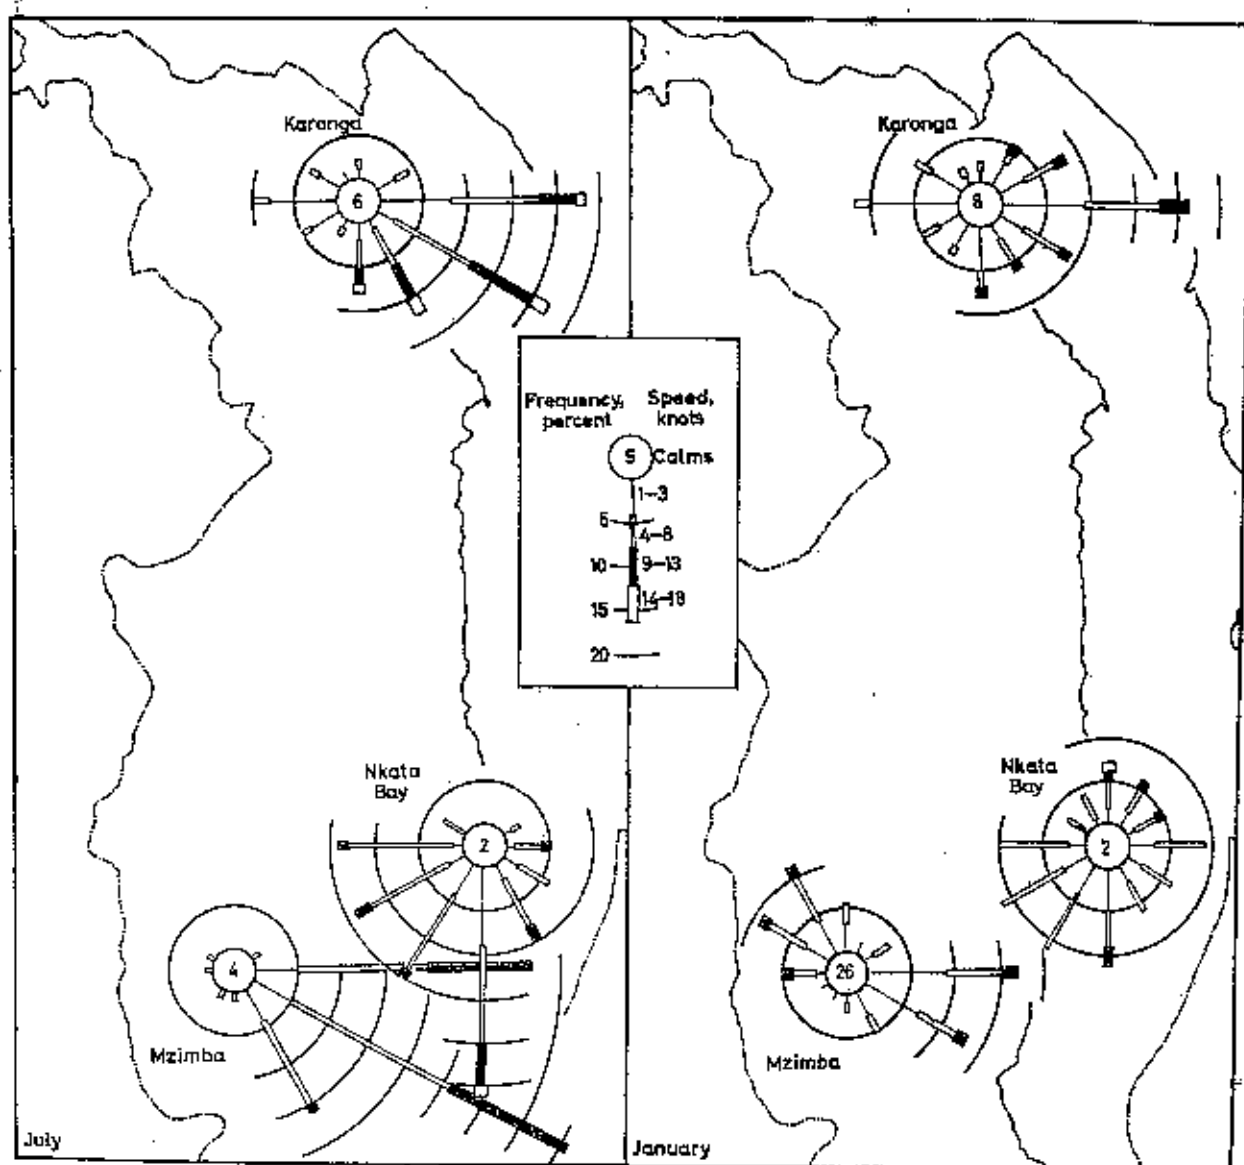 Karonga
6
Nkata
Bay
2
4
Mzimba
July
Frequency, percent
Speed, knots
5 Calms
1-3
5
4-8
10
9-13
15
14-18
20
Karonga
8
Nkata
Bay
2
26
Mzimba
January